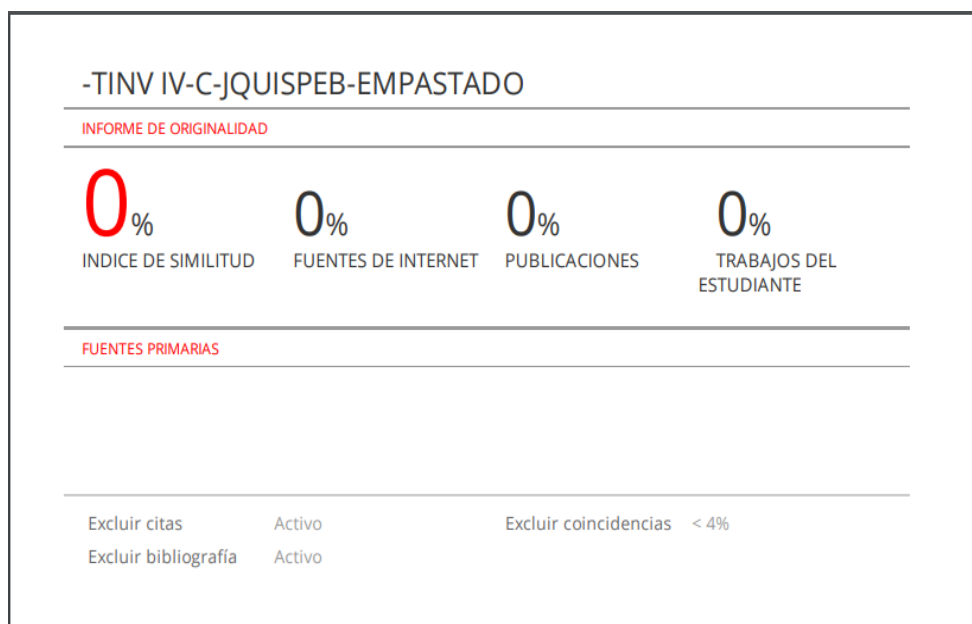 -TINV IV-C-JQUISPEB-EMPASTADO
INFORME DE ORIGINALIDAD
0% 0% 0% 0%
INDICE DE SIMILITUD FUENTES DE INTERNET PUBLICACIONES TRABAJOS DEL
ESTUDIANTE
FUENTES PRIMARIAS
Excluir citas Activo Excluir coincidencias < 4%
Excluir bibliografía Activo